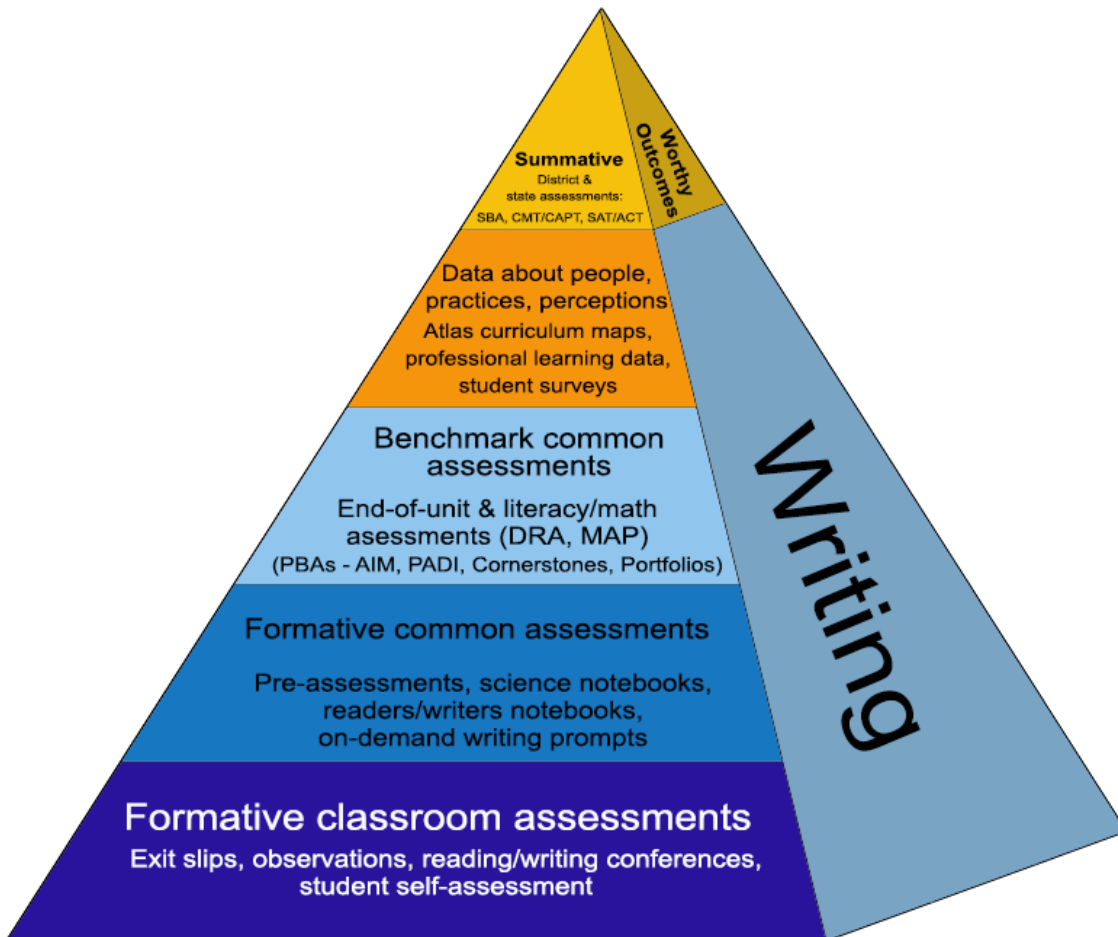 Summative
District &
state assessments:
SBA, CMT/CAPT, SAT/ACT
Worthy
Outcomes
Data about people,
practices, perceptions
Atlas curriculum maps,
professional learning data,
student surveys
Benchmark common
assessments
End-of-unit & literacy/math
asessments (DRA, MAP)
(PBAs - AIM, PADI, Cornerstones, Portfolios)
Writing
Formative common assessments
Pre-assessments, science notebooks,
readers/writers notebooks,
on-demand writing prompts
Formative classroom assessments
Exit slips, observations, reading/writing conferences,
student self-assessment